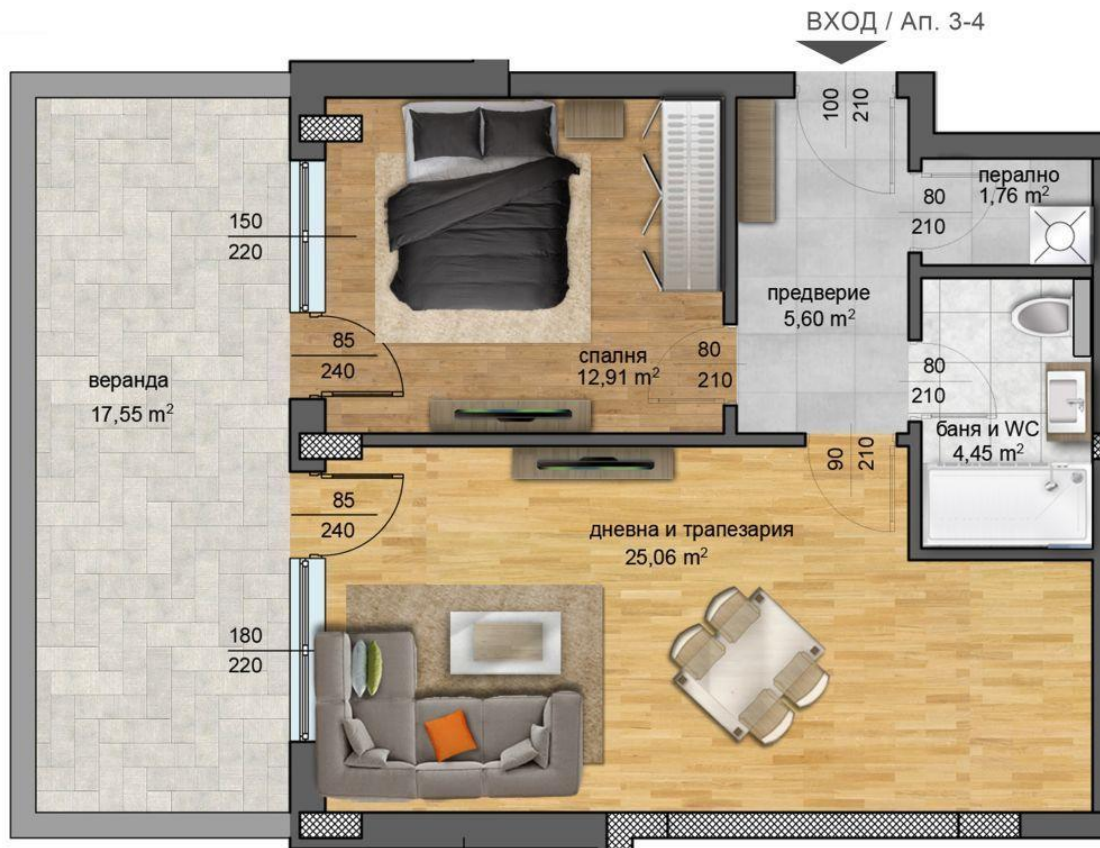 ВХОД / Ап. 3-4
100
210
перално
1,76 m²
80
210
150
220
предверие
5,60 m²
85
240
спалня
12,91 m²
80
210
80
210
веранда
17,55 m²
баня и WC
4,45 m²
90
210
85
240
дневна и трапезария
25,06 m²
180
220